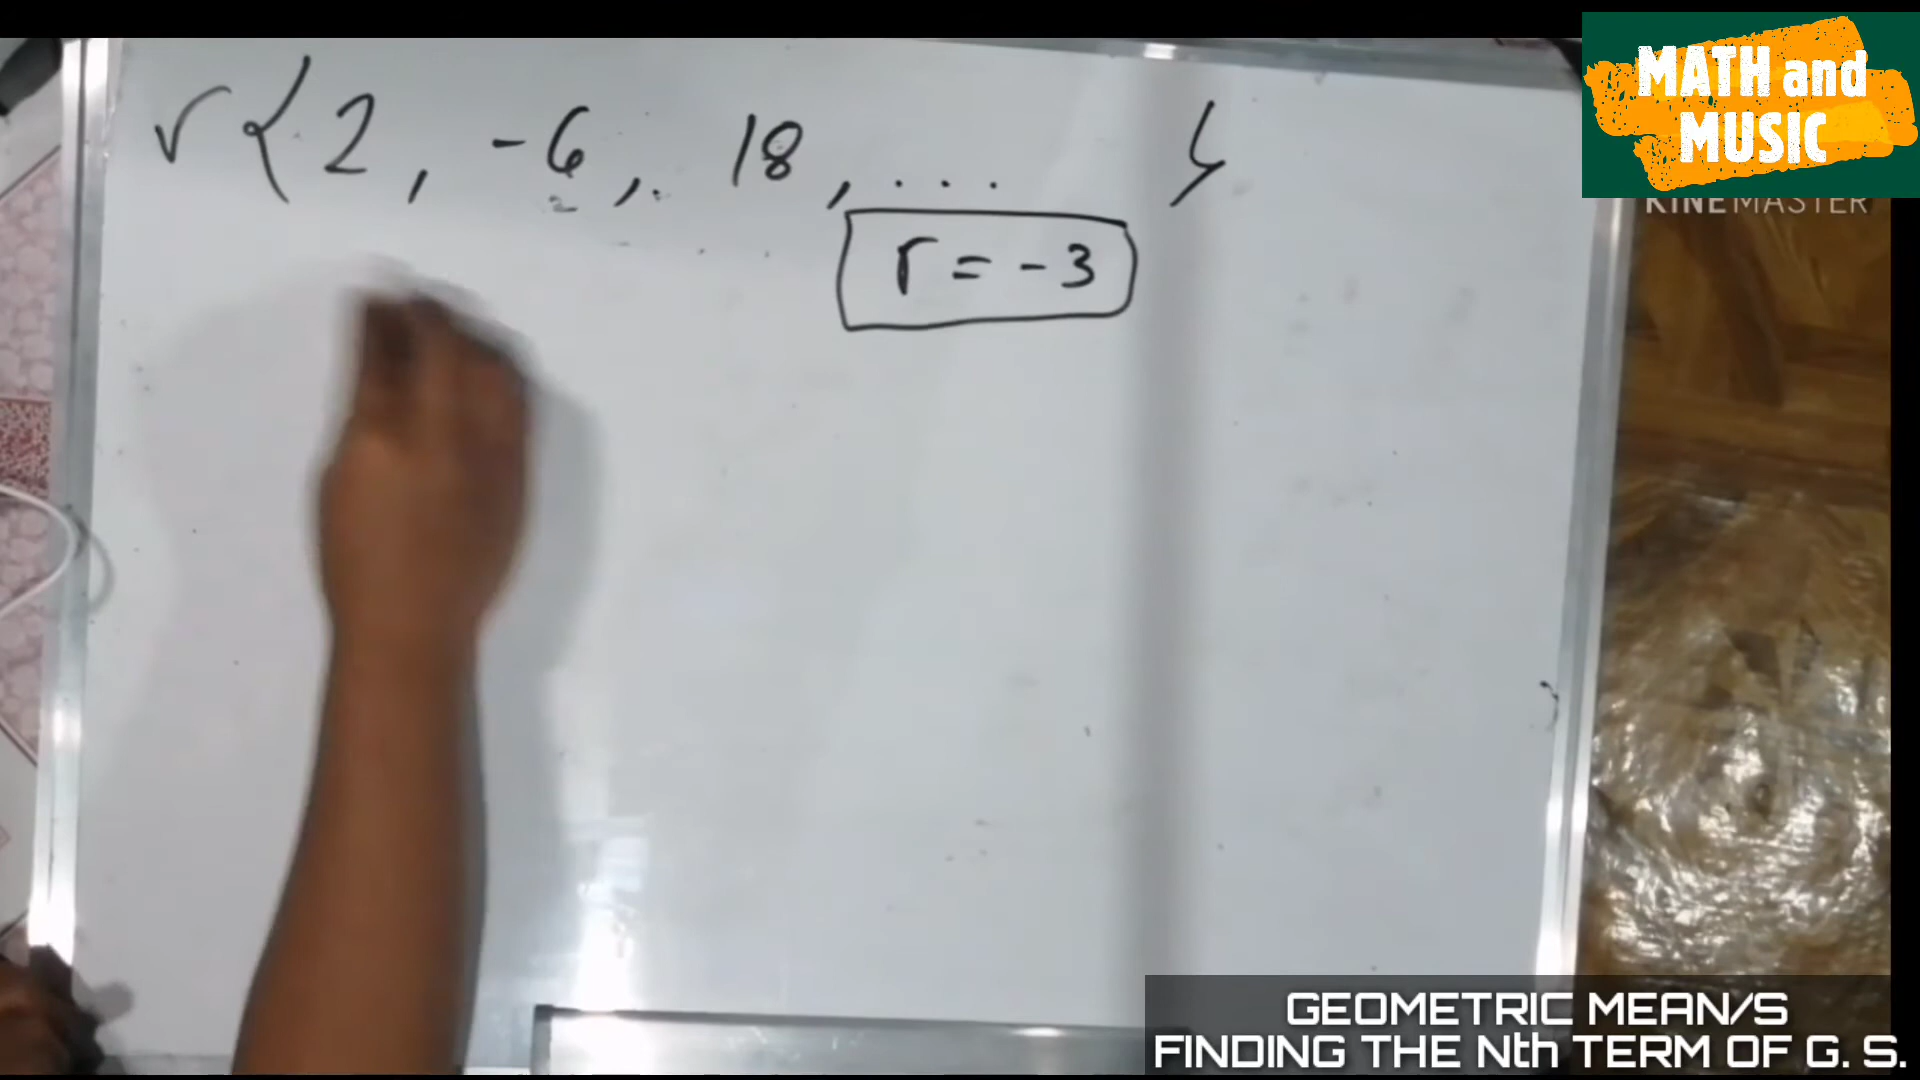 r { 2, -6, 18, ... }
r = -3
MATH and
MUSIC
KINEMASTER
GEOMETRIC MEAN/S
FINDING THE Nth TERM OF G. S.